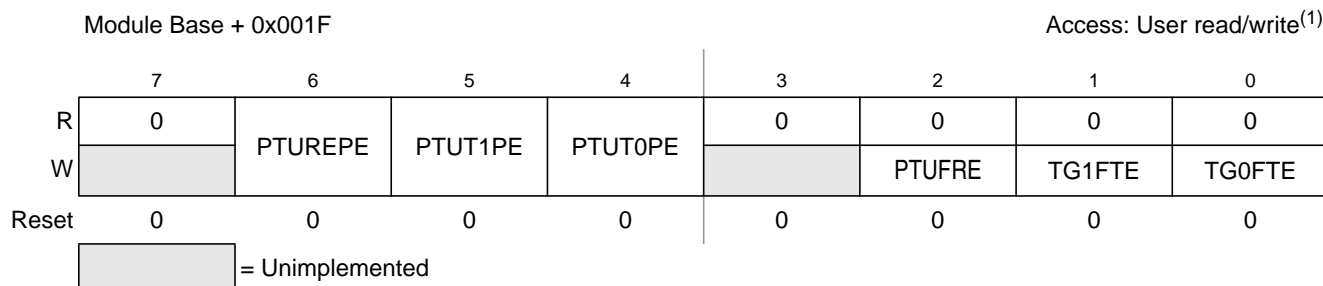 Module Base + 0x001F Access: User read/write(1)
7 6 5 4 3 2 1 0
R 0 PTUREPE PTUT1PE PTUT0PE 0 0 0 0
W PTUFRE TG1FTE TG0FTE
Reset 0 0 0 0 0 0 0 0
= Unimplemented